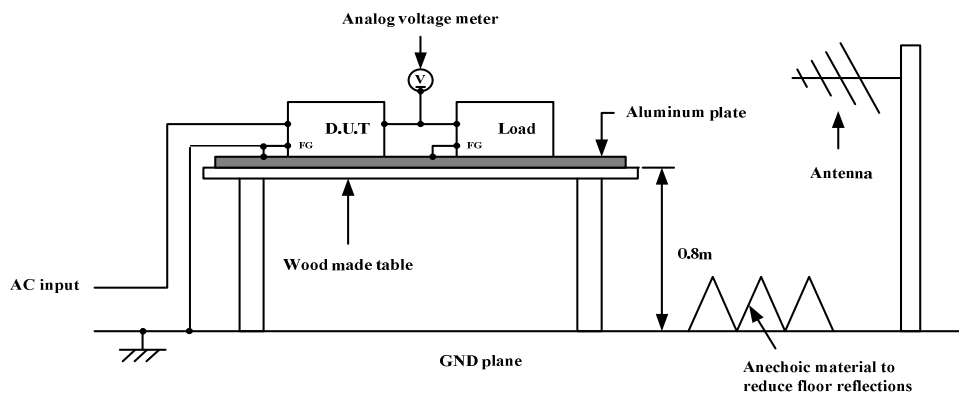 Analog voltage meter
V
Aluminum plate
D.U.T
Load
FG
FG
Antenna
Wood made table
0.8m
AC input
GND plane
Anechoic material to
reduce floor reflections